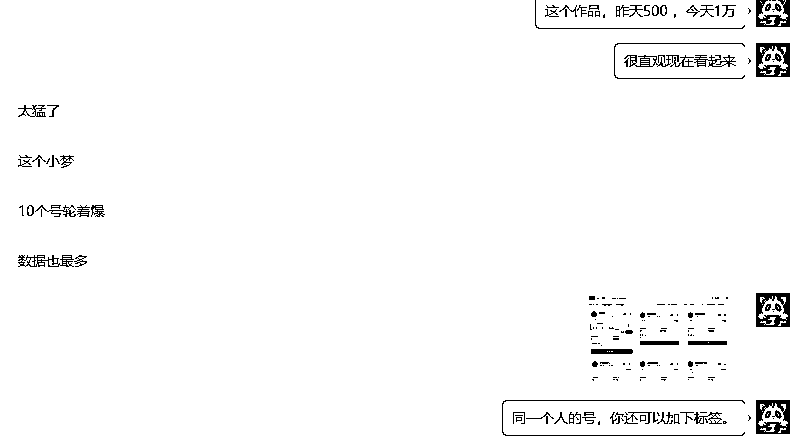 这个作品，昨天500 ，今天1万
很直观现在看起来
太猛了
这个小梦
10个号轮着爆
数据也最多
同一个人的号，你还可以加下标签。